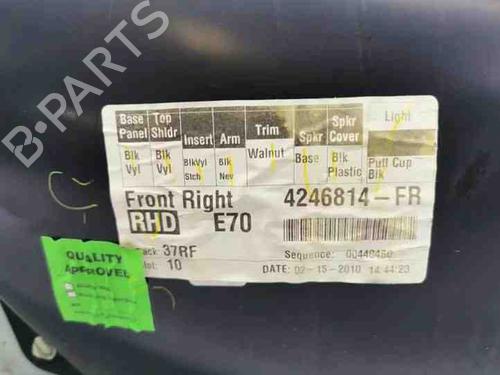 Base Panel
Top Shldr
Insert
Arm
Trim
Spkr
Spkr Cover
Light
Blk Vyl
Blk Vyl
BlkVyl Stch
Blk Nev
Walnut
Base
Blk Plastic
Pull Cup Blk
Front Right
4246814-FR
RHD E70
37RF
10
Sequence:
DATE: 02-15-2010 14:44:23
QUALITY
APPROVED
B-PARTS